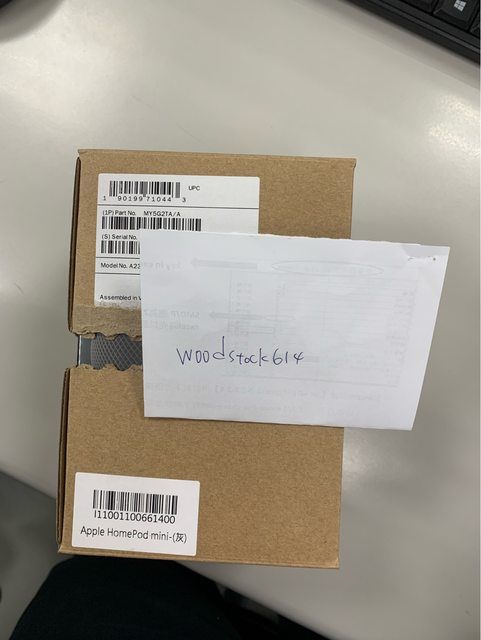 UPC
1 90199 71044 3
(1P) Part No. MY5G2TA/A
(S) Serial No.
Model No. A23
Assembled in V
woodstock614
I11001100661400
Apple HomePod mini-(灰)